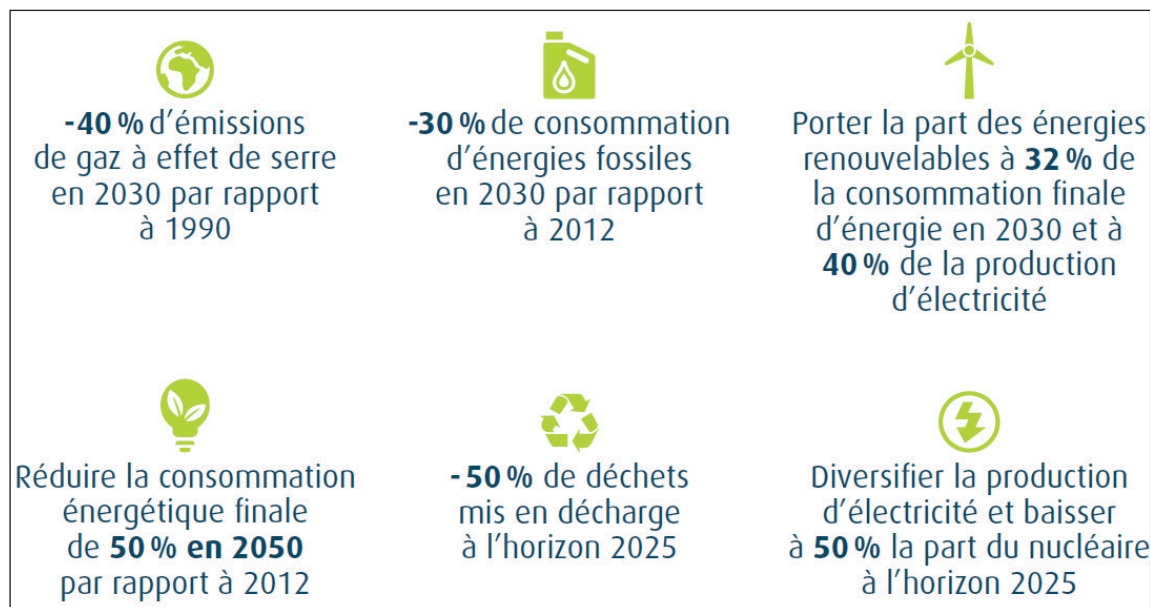 -40 % d'émissions
de gaz à effet de serre
en 2030 par rapport
à 1990
-30 % de consommation
d'énergies fossiles
en 2030 par rapport
à 2012
Porter la part des énergies
renouvelables à 32 % de
la consommation finale
d'énergie en 2030 et à
40 % de la production
d'électricité
Réduire la consommation
énergétique finale
de 50 % en 2050
par rapport à 2012
- 50 % de déchets
mis en décharge
à l'horizon 2025
Diversifier la production
d'électricité et baisser
à 50 % la part du nucléaire
à l'horizon 2025